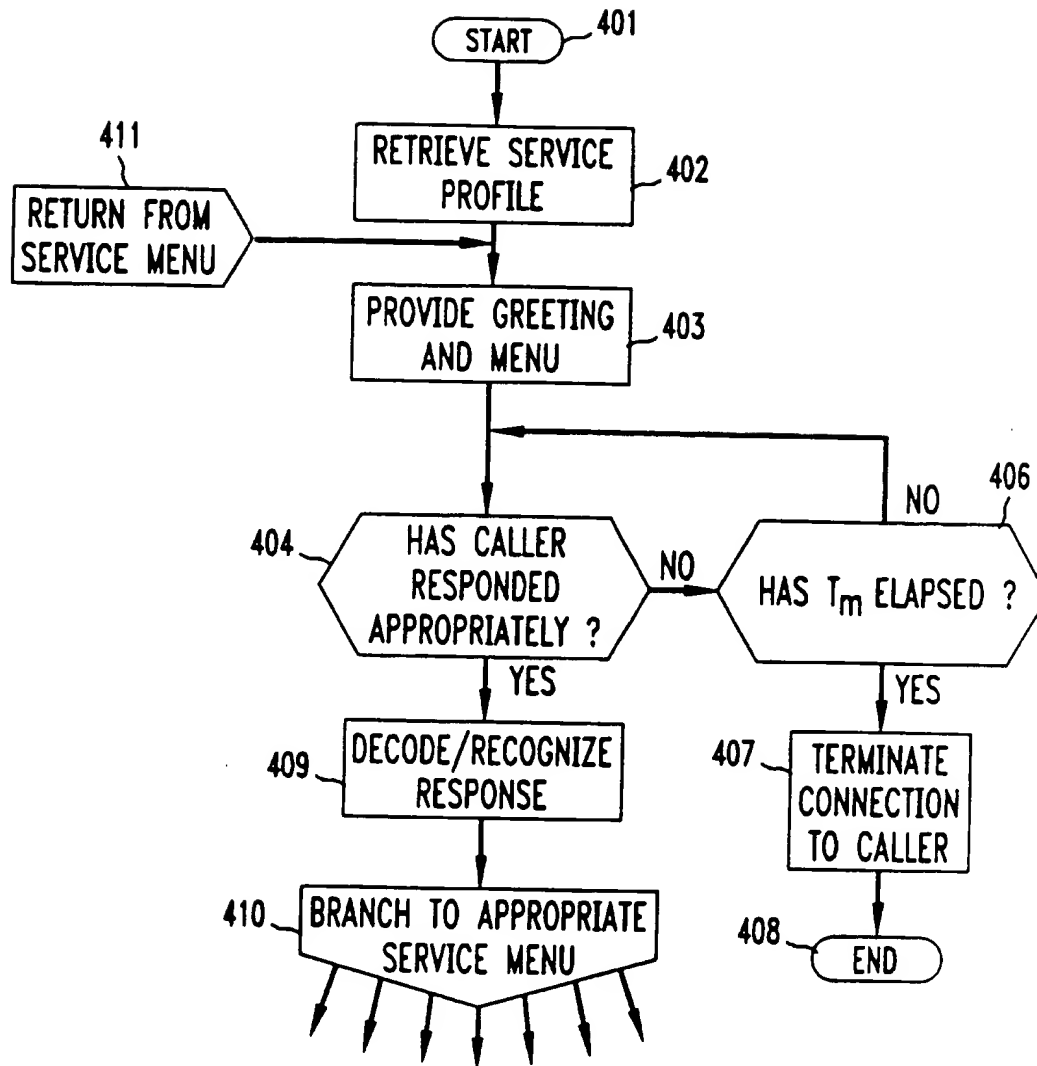 START
401
RETRIEVE SERVICE
PROFILE
402
411
RETURN FROM
SERVICE MENU
PROVIDE GREETING
AND MENU
403
404
HAS CALLER
RESPONDED
APPROPRIATELY ?
NO
406
NO
HAS Tm ELAPSED ?
YES
YES
409
DECODE/RECOGNIZE
RESPONSE
407
TERMINATE
CONNECTION
TO CALLER
410
BRANCH TO APPROPRIATE
SERVICE MENU
408
END